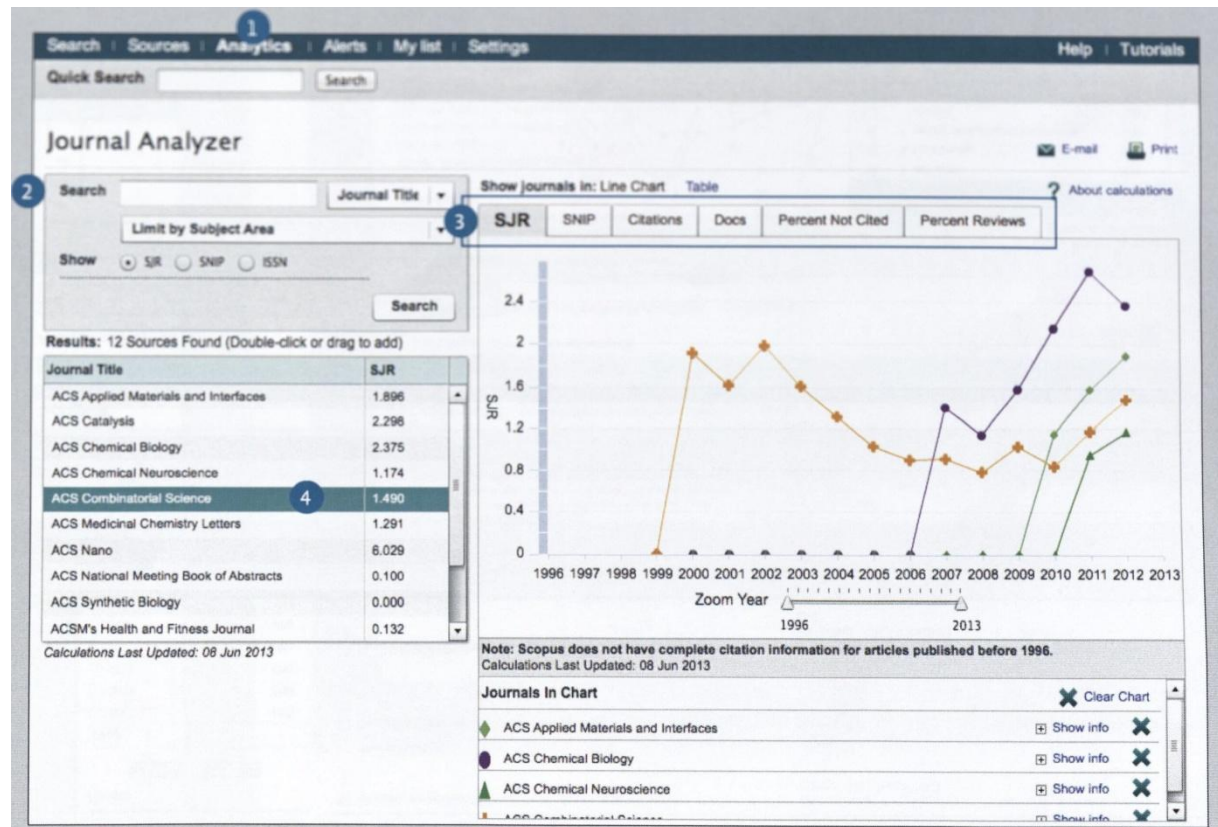 1
Search | Sources | Analytics | Alerts | My list | Settings Help | Tutorials
Quick Search Search
Journal Analyzer
E-mail Print
2 Search Journal Title
Limit by Subject Area
Show SJR SNIP ISSN
Search
Results: 12 Sources Found (Double-click or drag to add)
Journal Title SJR
ACS Applied Materials and Interfaces 1.896
ACS Catalysis 2.298
ACS Chemical Biology 2.375
ACS Chemical Neuroscience 1.174
ACS Combinatorial Science 4 1.490
ACS Medicinal Chemistry Letters 1.291
ACS Nano 6.029
ACS National Meeting Book of Abstracts 0.100
ACS Synthetic Biology 0.000
ACSM's Health and Fitness Journal 0.132
Calculations Last Updated: 08 Jun 2013
Show journals in: Line Chart Table
? About calculations
3 SJR SNIP Citations Docs Percent Not Cited Percent Reviews
2.4
2
1.6
SJR
1.2
0.8
0.4
0
1996 1997 1998 1999 2000 2001 2002 2003 2004 2005 2006 2007 2008 2009 2010 2011 2012 2013
Zoom Year
1996 2013
Note: Scopus does not have complete citation information for articles published before 1996.
Calculations Last Updated: 08 Jun 2013
Journals In Chart Clear Chart
ACS Applied Materials and Interfaces Show info
ACS Chemical Biology Show info
ACS Chemical Neuroscience Show info
ACS Combinatorial Science Show info